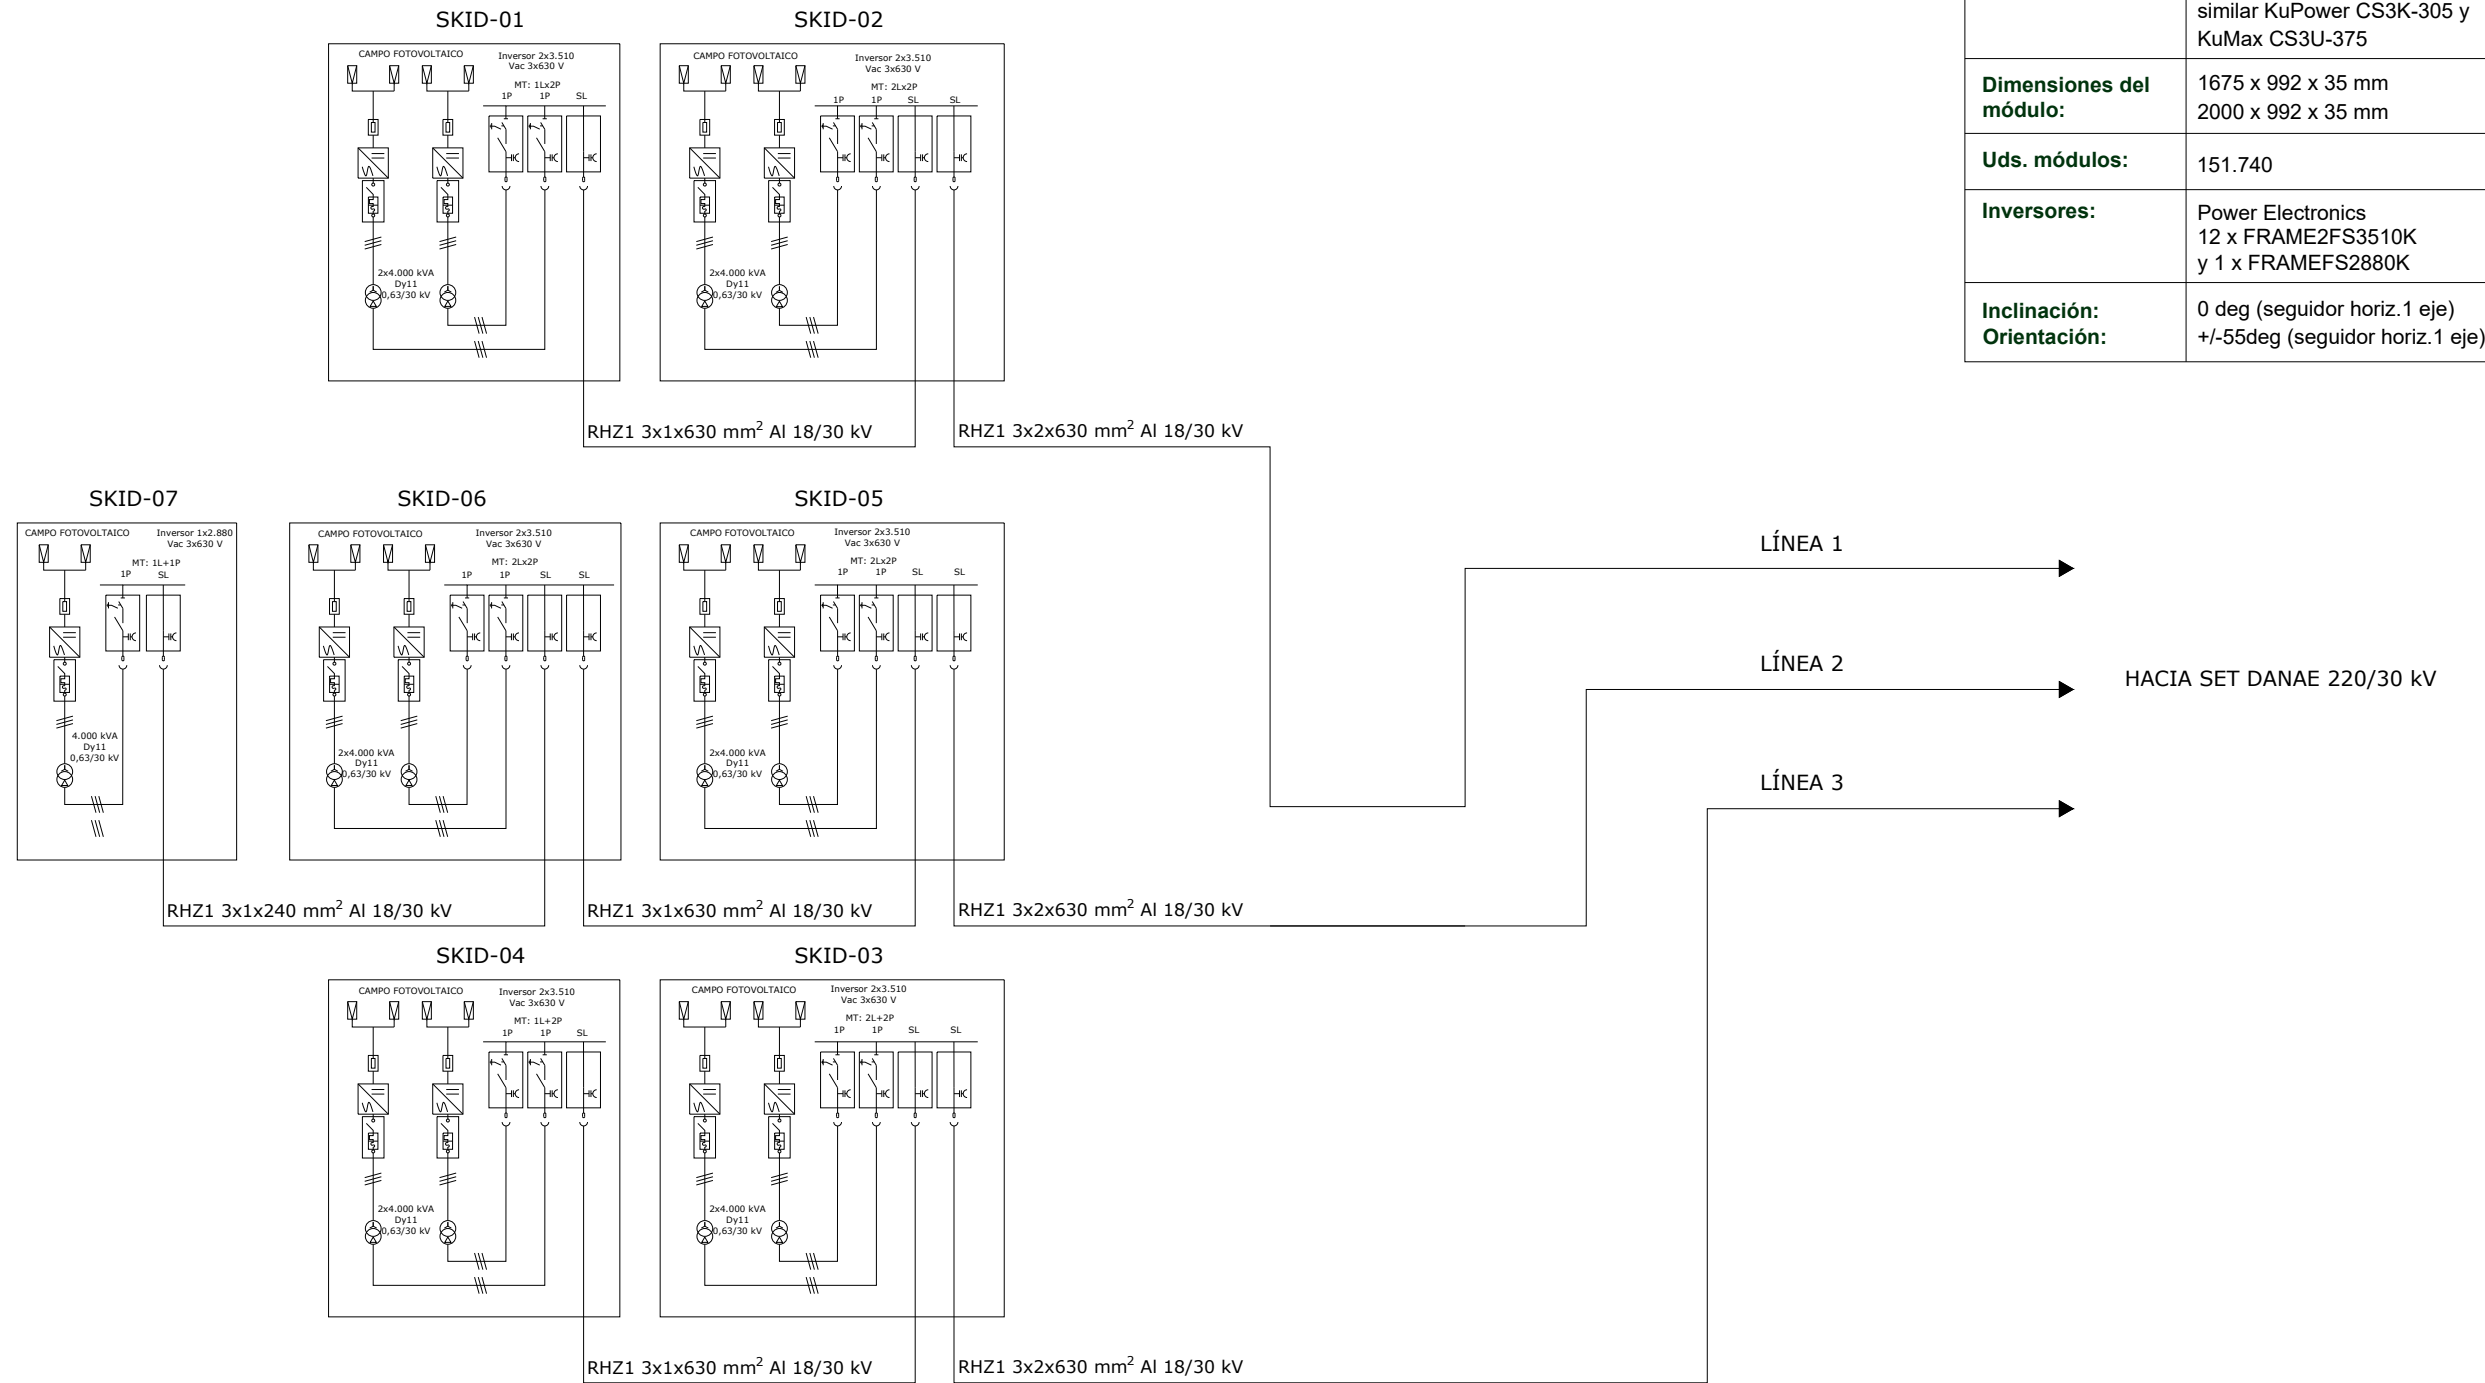 SKID-01
CAMPO FOTOVOLTAICO
Inversor 2x3.510
Vac 3x630 V
MT: 1Lx2P
1P 1P SL
2x4.000 kVA
Dy11
0,63/30 kV
SKID-02
CAMPO FOTOVOLTAICO
Inversor 2x3.510
Vac 3x630 V
MT: 2Lx2P
1P 1P SL SL
2x4.000 kVA
Dy11
0,63/30 kV
RHZ1 3x1x630 mm² Al 18/30 kV
RHZ1 3x2x630 mm² Al 18/30 kV
similar KuPower CS3K-305 y
KuMax CS3U-375
Dimensiones del
módulo:
1675 x 992 x 35 mm
2000 x 992 x 35 mm
Uds. módulos:
151.740
Inversores:
Power Electronics
12 x FRAME2FS3510K
y 1 x FRAMEFS2880K
Inclinación:
0 deg (seguidor horiz.1 eje)
Orientación:
+/-55deg (seguidor horiz.1 eje)
SKID-07
CAMPO FOTOVOLTAICO
Inversor 1x2.880
Vac 3x630 V
MT: 1L+1P
1P SL
4.000 kVA
Dy11
0,63/30 kV
SKID-06
CAMPO FOTOVOLTAICO
Inversor 2x3.510
Vac 3x630 V
MT: 2Lx2P
1P 1P SL SL
2x4.000 kVA
Dy11
0,63/30 kV
SKID-05
CAMPO FOTOVOLTAICO
Inversor 2x3.510
Vac 3x630 V
MT: 2Lx2P
1P 1P SL SL
2x4.000 kVA
Dy11
0,63/30 kV
RHZ1 3x1x240 mm² Al 18/30 kV
RHZ1 3x1x630 mm² Al 18/30 kV
RHZ1 3x2x630 mm² Al 18/30 kV
LÍNEA 1
LÍNEA 2
HACIA SET DANAE 220/30 kV
LÍNEA 3
SKID-04
CAMPO FOTOVOLTAICO
Inversor 2x3.510
Vac 3x630 V
MT: 1L+2P
1P 1P SL
2x4.000 kVA
Dy11
0,63/30 kV
SKID-03
CAMPO FOTOVOLTAICO
Inversor 2x3.510
Vac 3x630 V
MT: 2L+2P
1P 1P SL SL
2x4.000 kVA
Dy11
0,63/30 kV
RHZ1 3x1x630 mm² Al 18/30 kV
RHZ1 3x2x630 mm² Al 18/30 kV